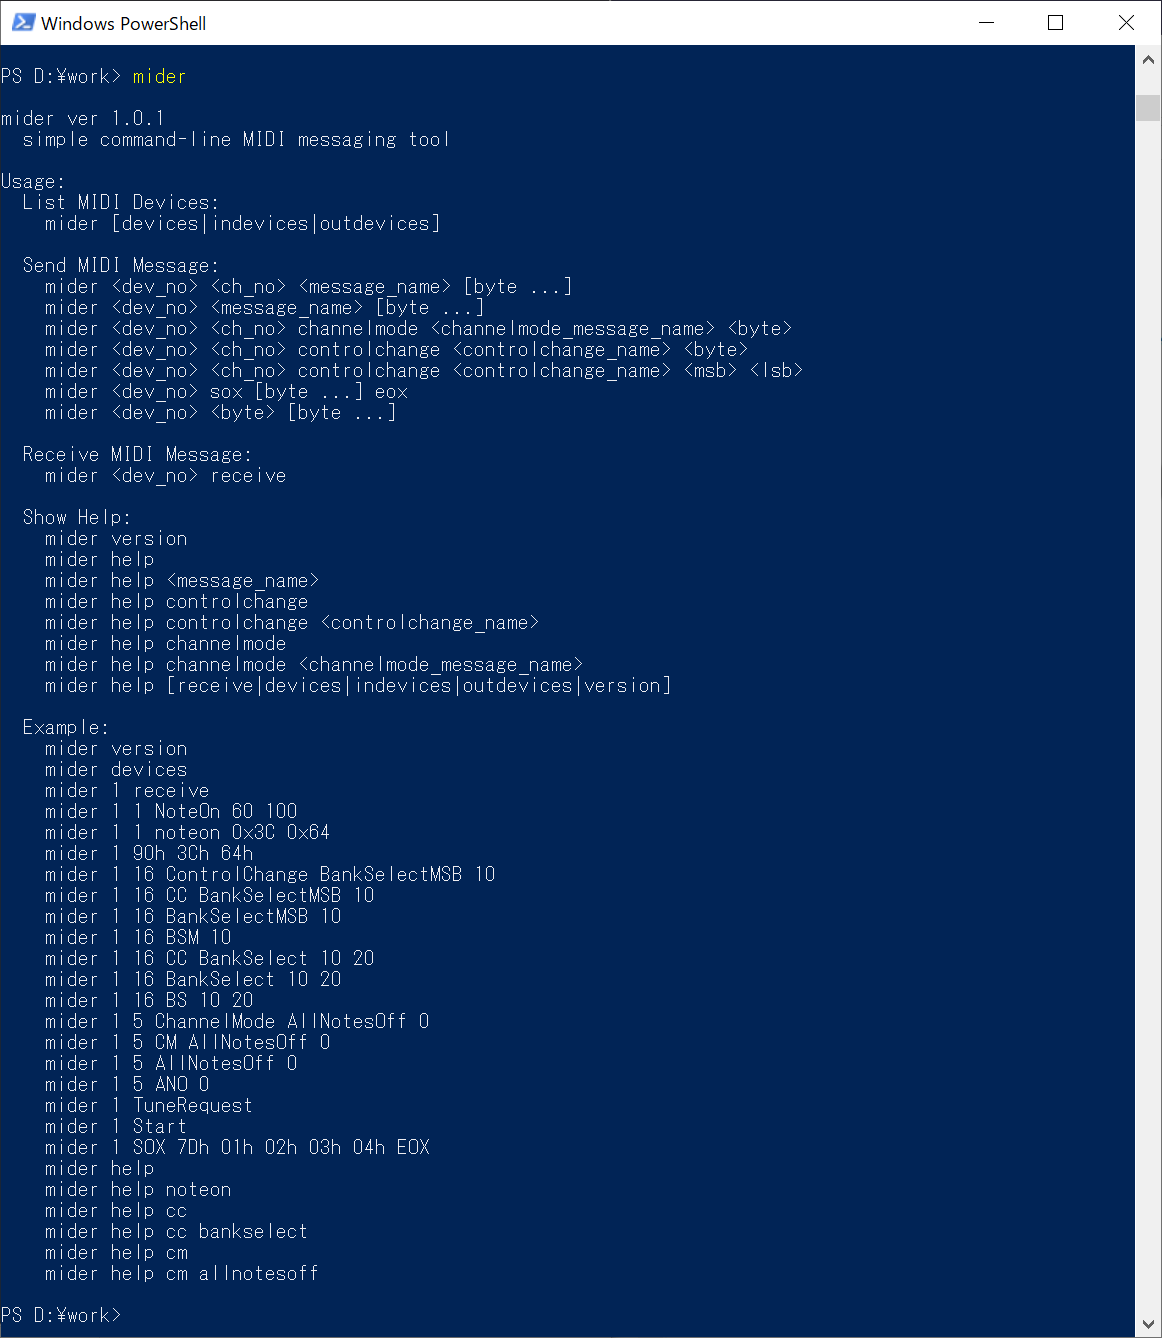 Windows PowerShell
PS D:¥work> mider
mider ver 1.0.1
simple command-line MIDI messaging tool
Usage:
List MIDI Devices:
mider [devices|indevices|outdevices]
Send MIDI Message:
mider <dev_no> <ch_no> <message_name> [byte ...]
mider <dev_no> <message_name> [byte ...]
mider <dev_no> <ch_no> channelmode <channelmode_message_name> <byte>
mider <dev_no> <ch_no> controlchange <controlchange_name> <byte>
mider <dev_no> <ch_no> controlchange <controlchange_name> <msb> <lsb>
mider <dev_no> sox [byte ...] eox
mider <dev_no> <byte> [byte ...]
Receive MIDI Message:
mider <dev_no> receive
Show Help:
mider version
mider help
mider help <message_name>
mider help controlchange
mider help controlchange <controlchange_name>
mider help channelmode
mider help channelmode <channelmode_message_name>
mider help [receive|devices|indevices|outdevices|version]
Example:
mider version
mider devices
mider 1 receive
mider 1 1 NoteOn 60 100
mider 1 1 noteon 0x3C 0x64
mider 1 90h 3Ch 64h
mider 1 16 ControlChange BankSelectMSB 10
mider 1 16 CC BankSelectMSB 10
mider 1 16 BankSelectMSB 10
mider 1 16 BSM 10
mider 1 16 CC BankSelect 10 20
mider 1 16 BankSelect 10 20
mider 1 16 BS 10 20
mider 1 5 ChannelMode AllNotesOff 0
mider 1 5 CM AllNotesOff 0
mider 1 5 AllNotesOff 0
mider 1 5 ANO 0
mider 1 TuneRequest
mider 1 Start
mider 1 SOX 7Dh 01h 02h 03h 04h EOX
mider help
mider help noteon
mider help cc
mider help cc bankselect
mider help cm
mider help cm allnotesoff
PS D:¥work>